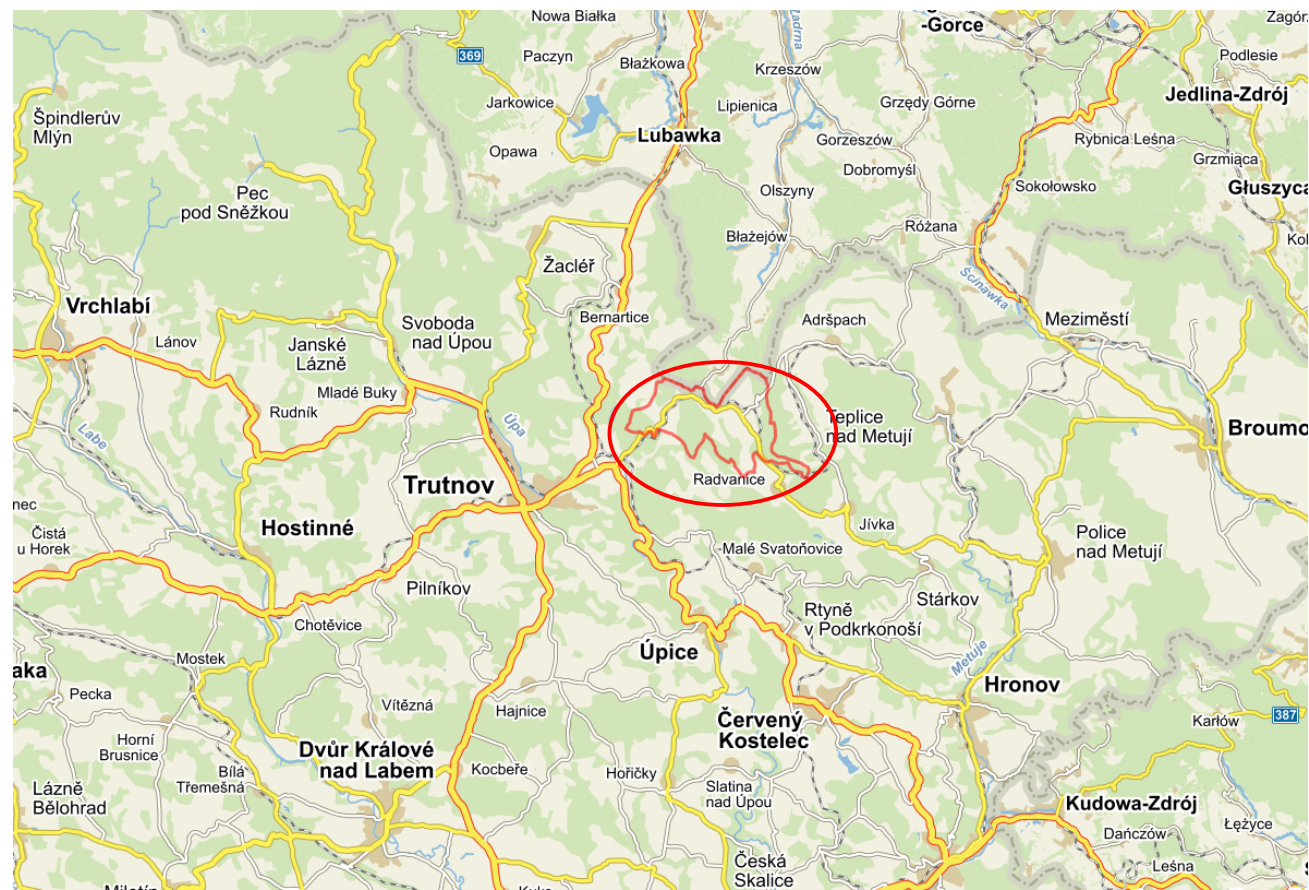 Nowa Białka
-Gorce
Zagór.
369
Paczyn
Błażkowa
Zadrna
Krzeszów
Podlesie
Jedlina-Zdrój
Špindlerův
Mlýn
Jarkowice
Lipienica
Grzędy Górne
Lubawka
Gorzeszów
Rybnica Leśna
Opawa
Dobromyśl
Grzmiąca
Pec
pod Sněžkou
Olszyny
Sokołowsko
Głuszyca
Błażejów
Różana
Kol
Žacléř
Ścinawka
Vrchlabí
Bernartice
Adršpach
Meziměstí
Svoboda
nad Úpou
Lánov
Janské
Lázně
Mladé Buky
Rudník
Úpa
Teplice
nad Metují
Broumo
Labe
Trutnov
Radvanice
nec
Hostinné
Čistá
u Horek
Jívka
Police
nad Metují
Malé Svatoňovice
Pilníkov
Stárkov
Rtyně
v Podkrkonoší
Chotěvice
Úpice
Metuje
Mostek
aka
Hronov
Pecka
Vítězná
Hajnice
Červený
Kostelec
Karłów
387
Horní
Brusnice
Dvůr Králové
nad Labem
Bílá
Třemešná
Kocbeře
Hořičky
Slatina
nad Úpou
Lázně
Bělohrad
Kudowa-Zdrój
Dańczów
Łężyce
Česká
Skalice
Leśna
Miletín